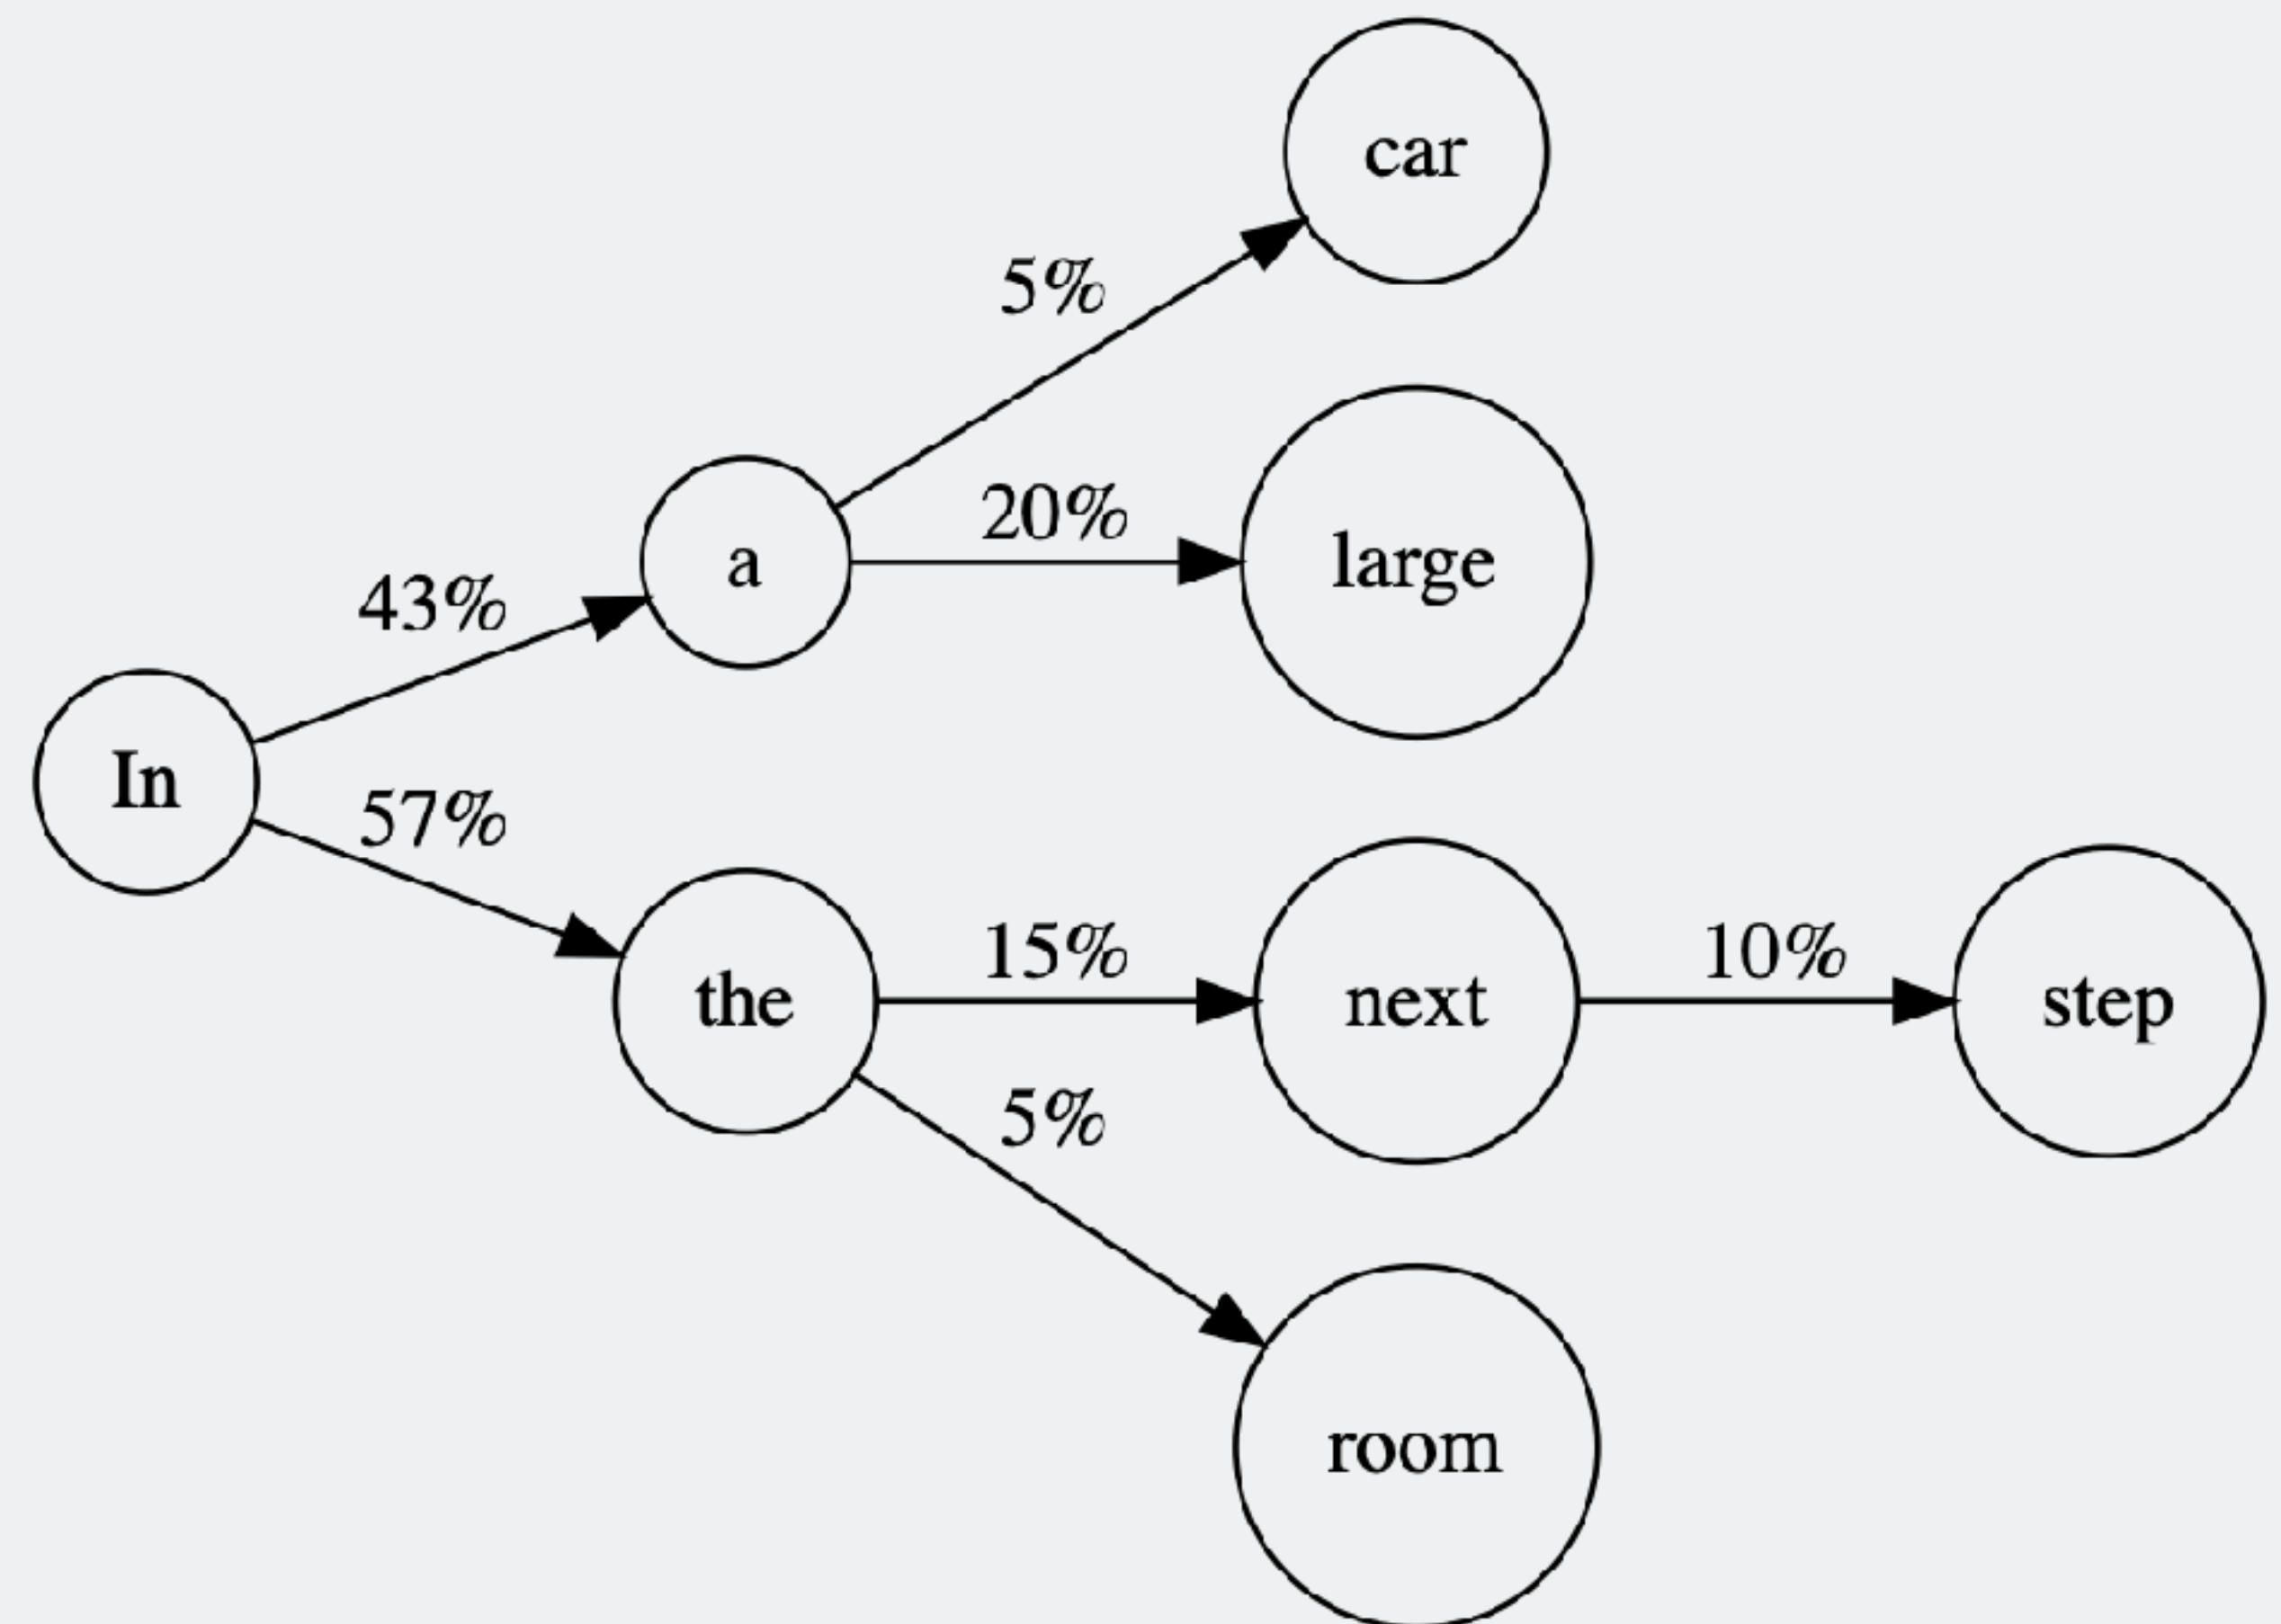 car
5%
20%
a
large
43%
In
57%
15%
10%
the
next
step
5%
room